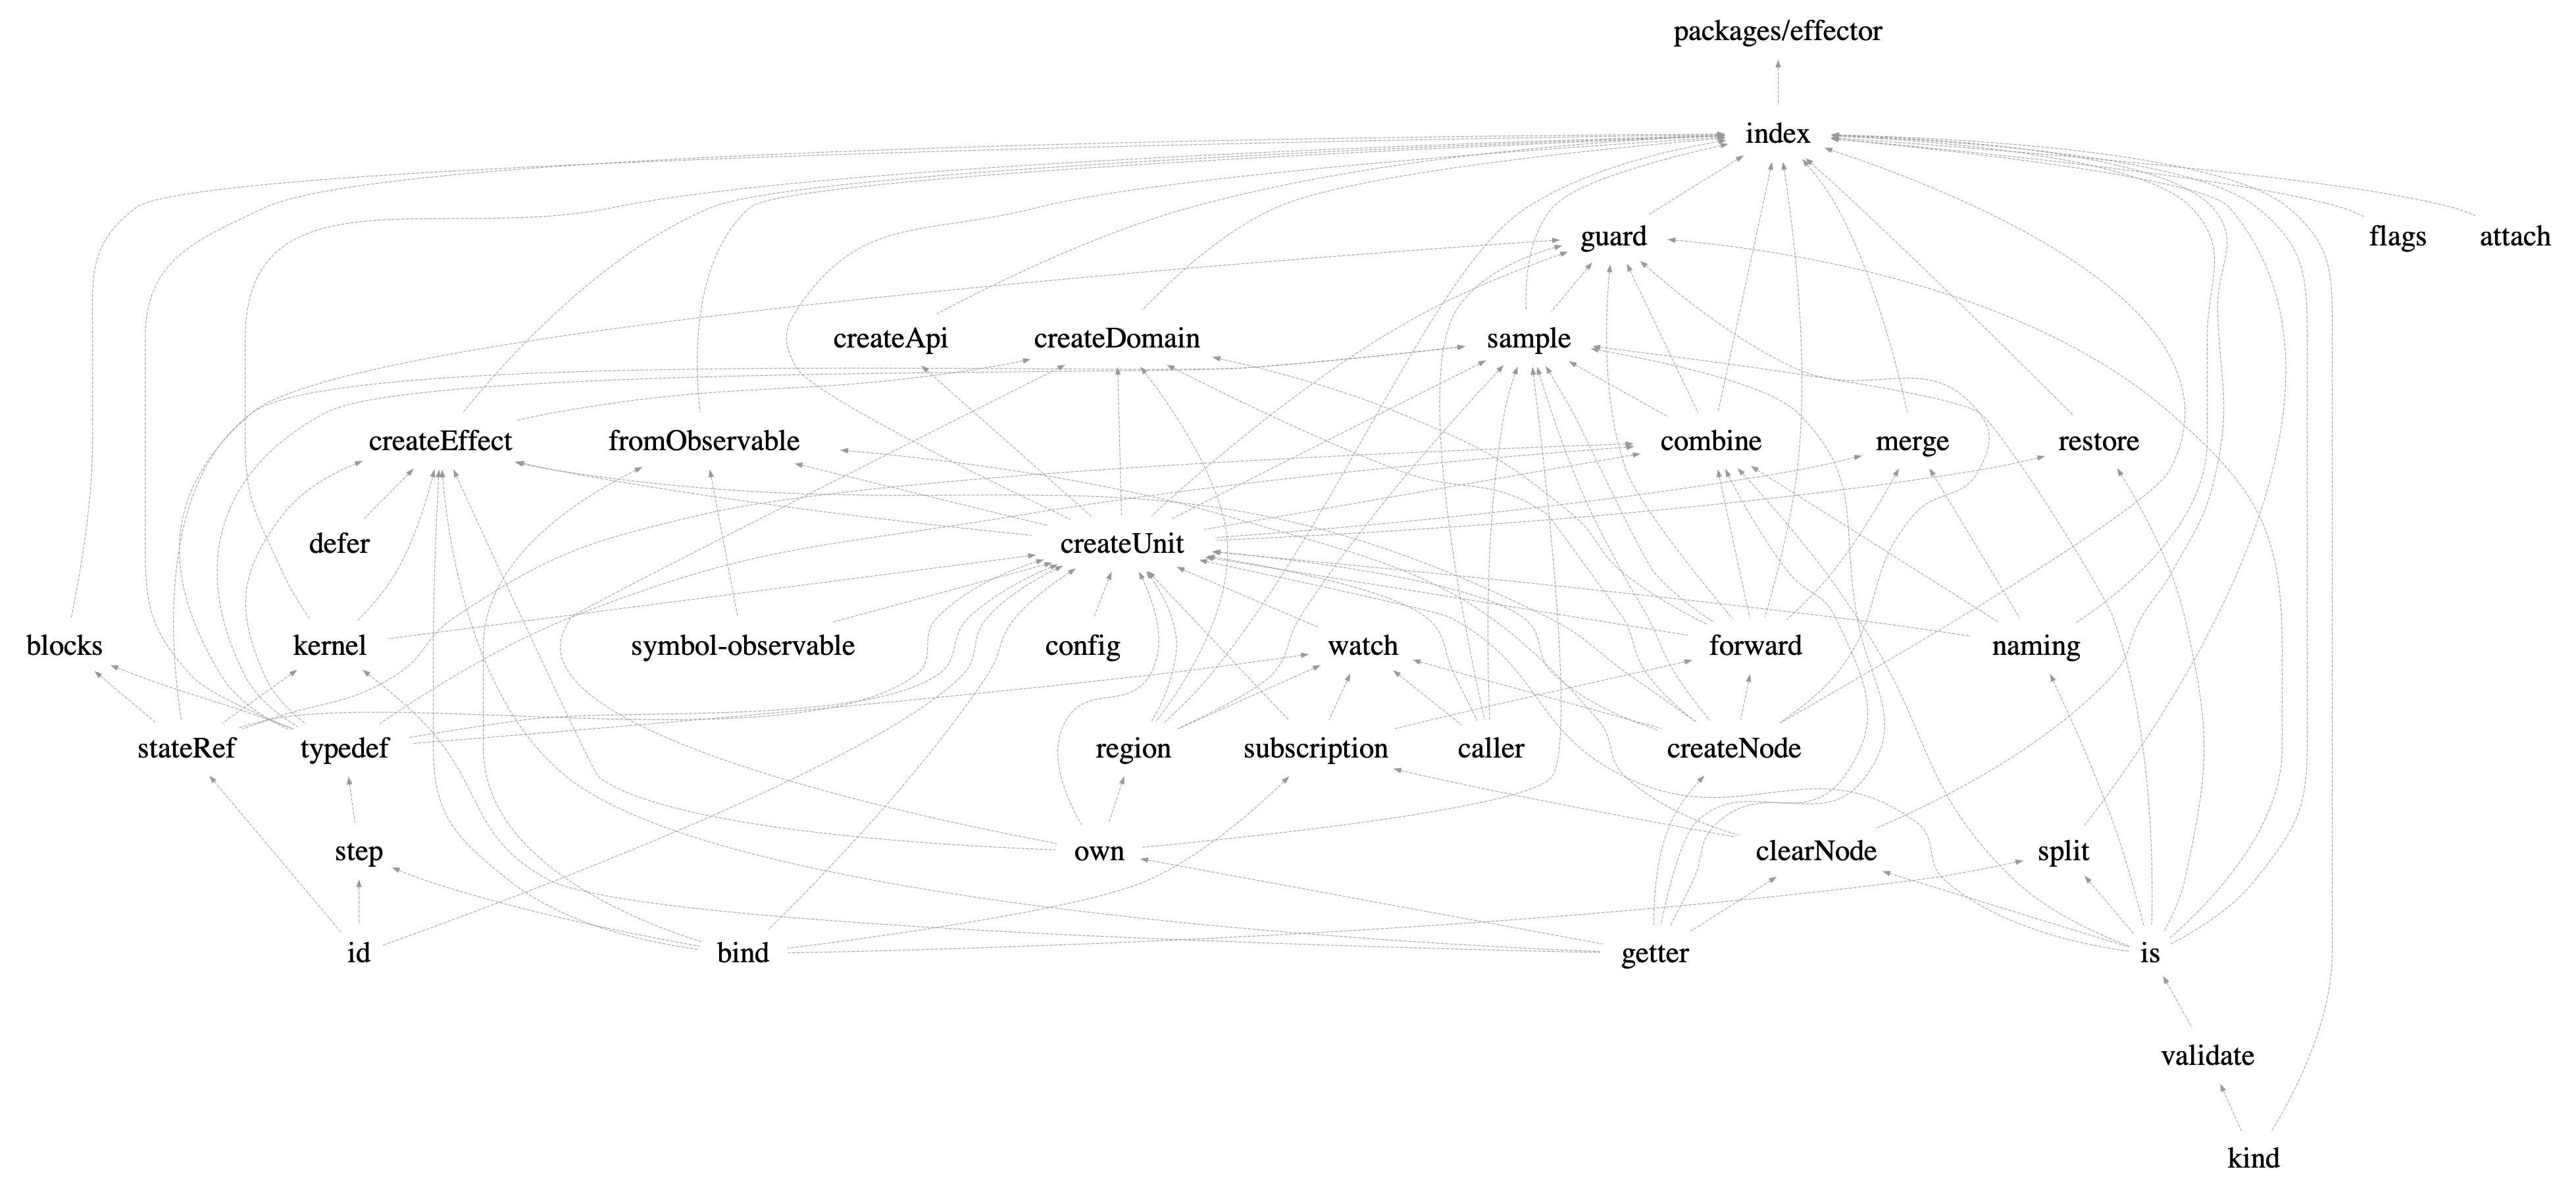 packages/effector
index
guard
flags
attach
createApi
createDomain
sample
createEffect
fromObservable
combine
merge
restore
defer
createUnit
blocks
kernel
symbol-observable
config
watch
forward
naming
stateRef
typedef
region
subscription
caller
createNode
step
own
clearNode
split
id
bind
getter
is
validate
kind